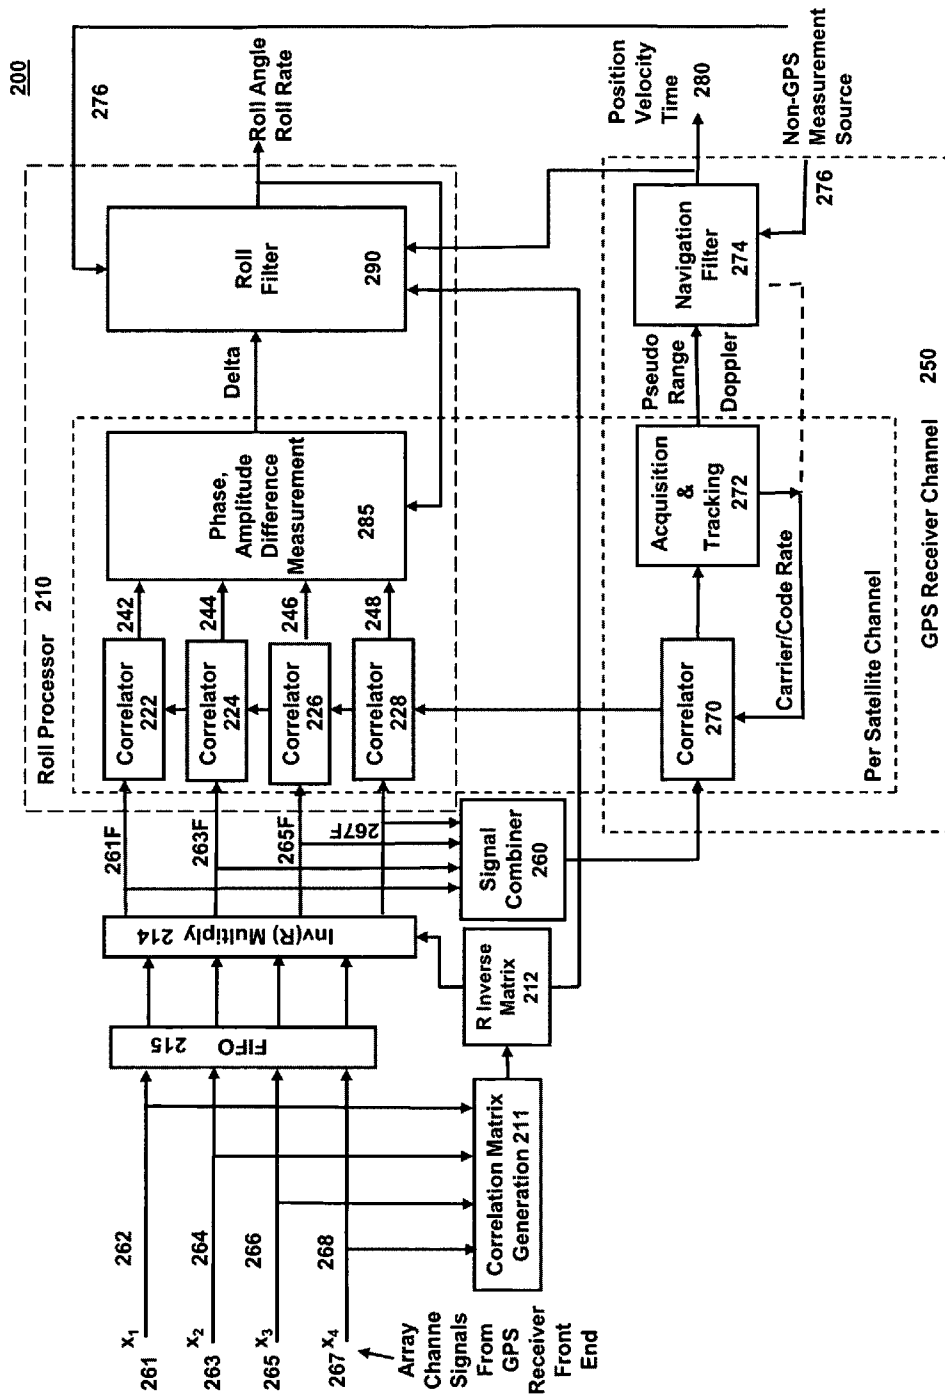 200
276
Roll Processor 210
Roll Angle
Roll Rate
Roll
Filter
290
Delta
Phase,
Amplitude
Difference
Measurement
285
242
244
246
248
Correlator
222
Correlator
224
Correlator
226
Correlator
228
261F
263F
265F
267F
Inv(R) Multiply 214
FIFO 215
262
264
266
268
X1
261
X2
263
X3
265
X4
267
Array
Channe
Signals
From
GPS
Receiver
Front
End
Correlation Matrix
Generation 211
R Inverse
Matrix
212
Signal
Combiner
260
Correlator
270
Carrier/Code Rate
Acquisition
&
Tracking
272
Pseudo
Range
Doppler
Navigation
Filter
274
Position
Velocity
Time
280
Non-GPS
Measurement
Source
276
Per Satellite Channel
GPS Receiver Channel 250